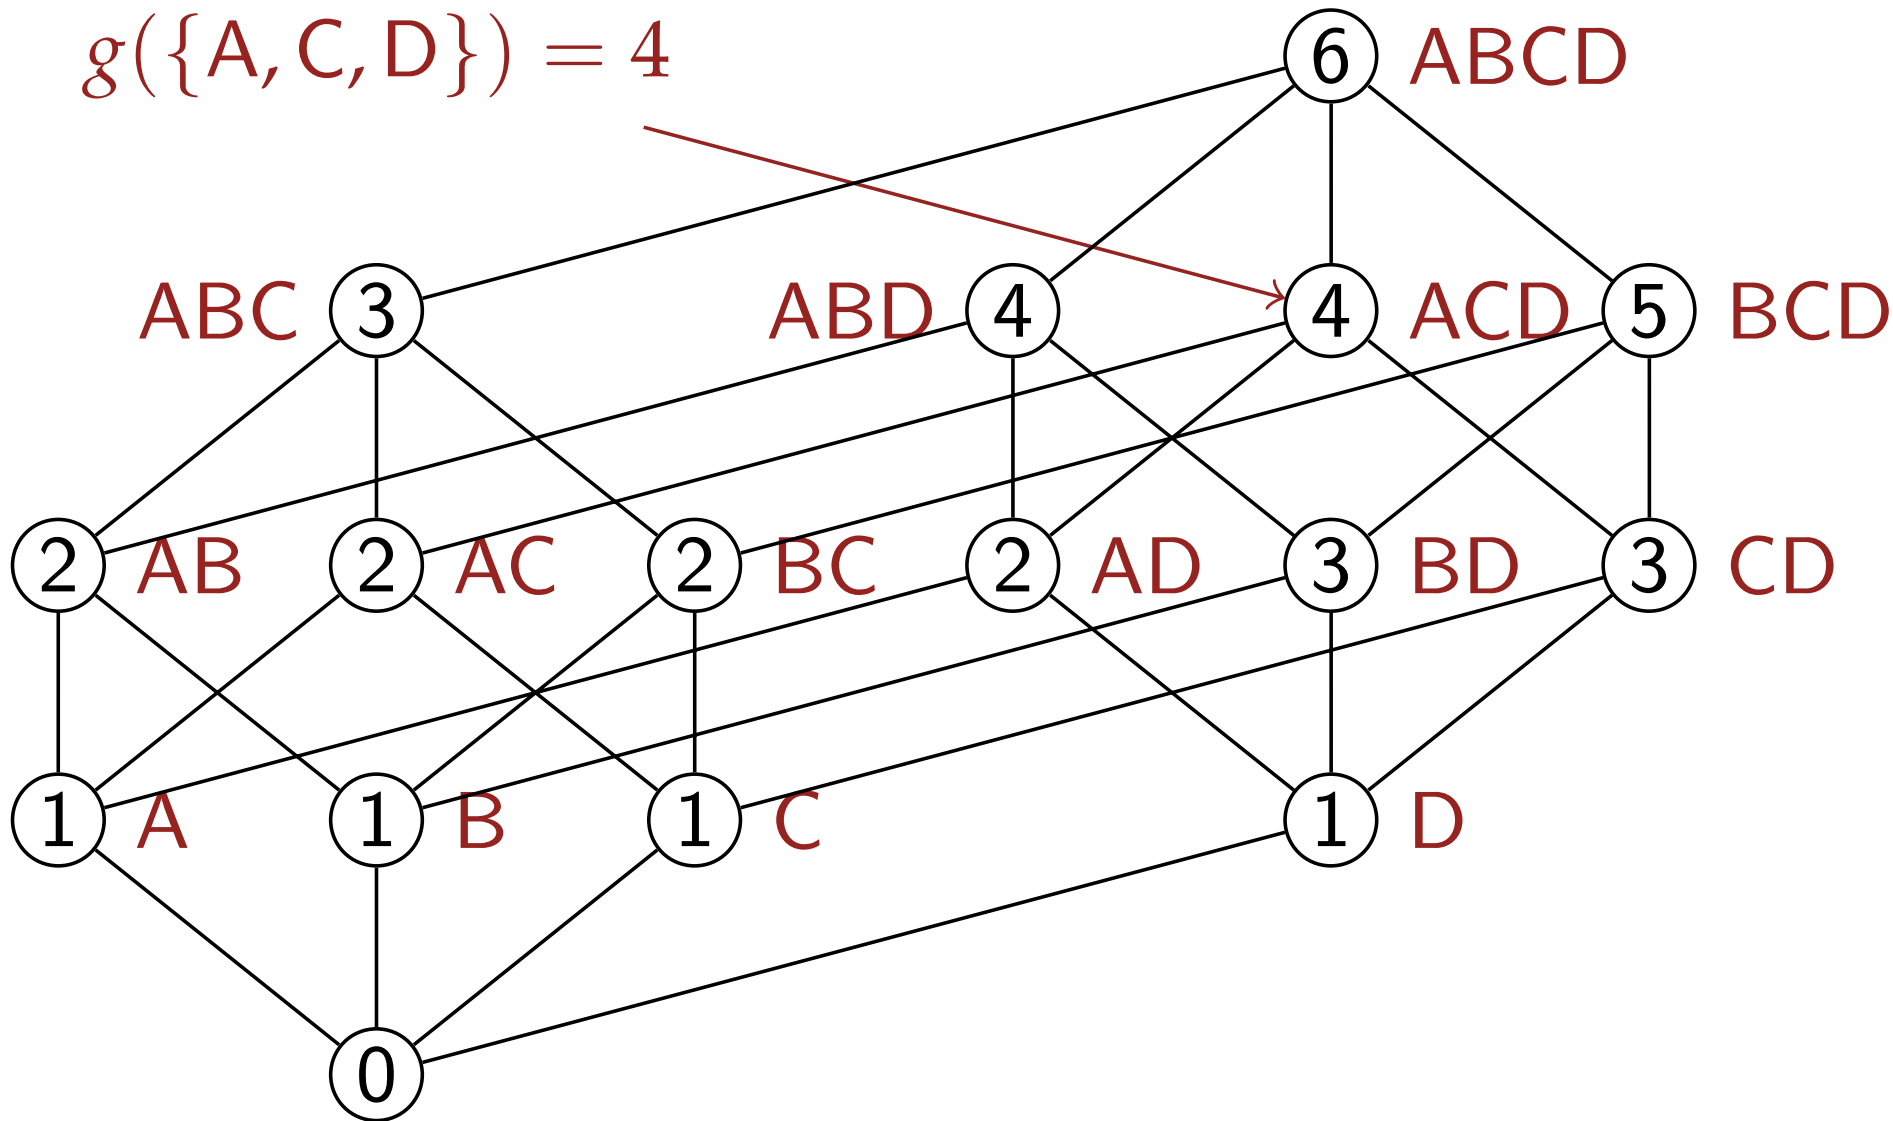 g({A, C, D}) = 4
6 ABCD
ABC 3 ABD 4 4 ACD 5 BCD
2 AB 2 AC 2 BC 2 AD 3 BD 3 CD
1 A 1 B 1 C 1 D
0